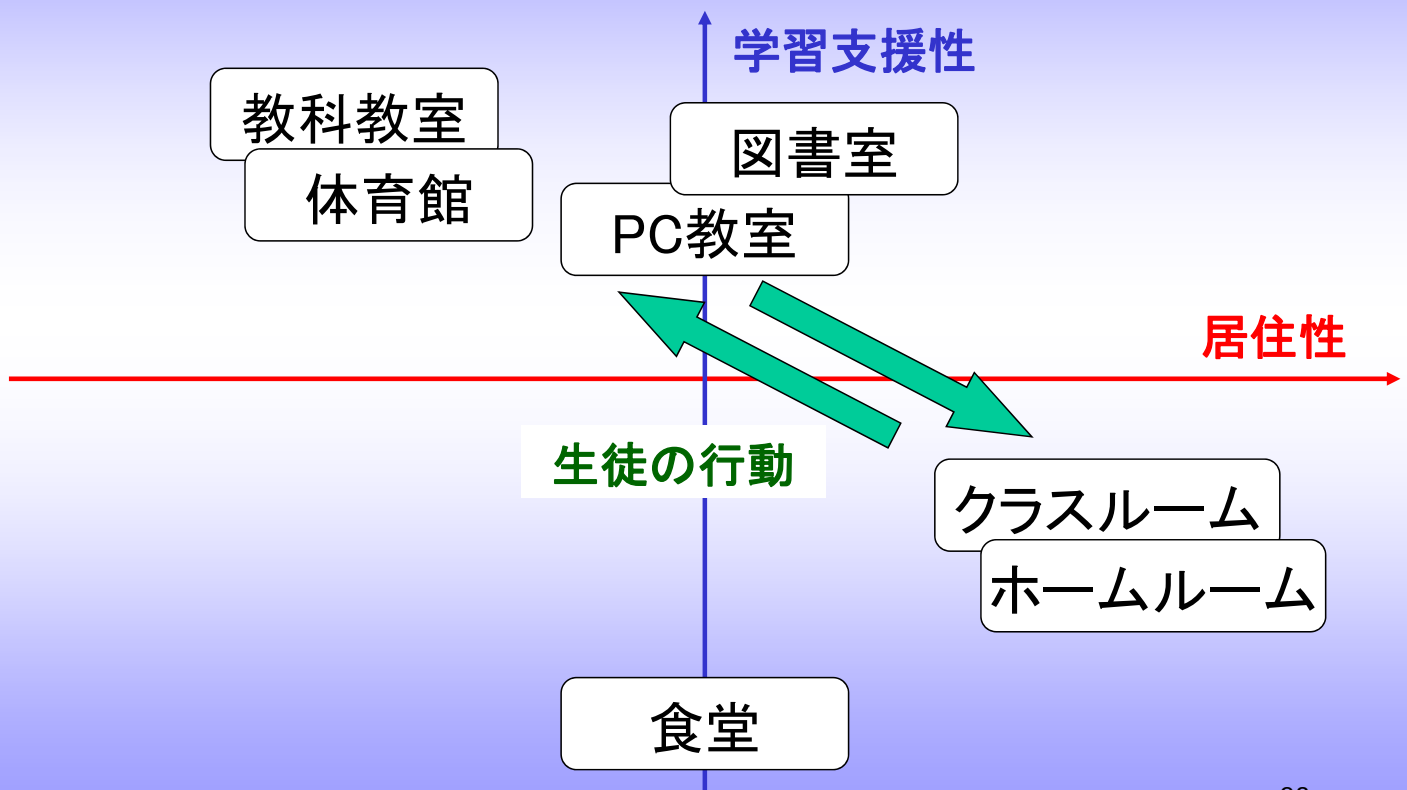 学習支援性
教科教室
図書室
体育館
PC教室
居住性
生徒の行動
クラスルーム
ホームルーム
食堂